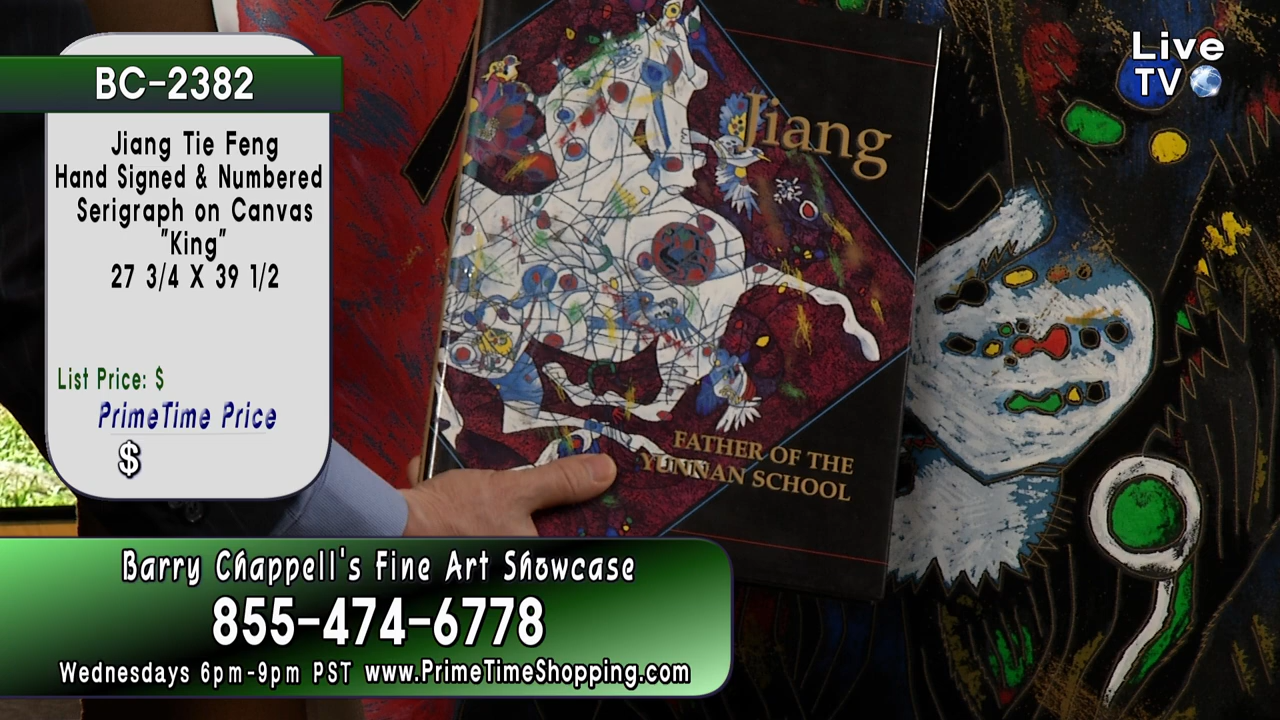 BC-2382
Jiang Tie Feng
Hand Signed & Numbered
Serigraph on Canvas
"King"
27 3/4 X 39 1/2
List Price: $
PrimeTime Price
$
Jiang
FATHER OF THE
YUNNAN SCHOOL
Live
TV
Barry Chappell's Fine Art Showcase
855-474-6778
Wednesdays 6pm-9pm PST www.PrimeTimeShopping.com